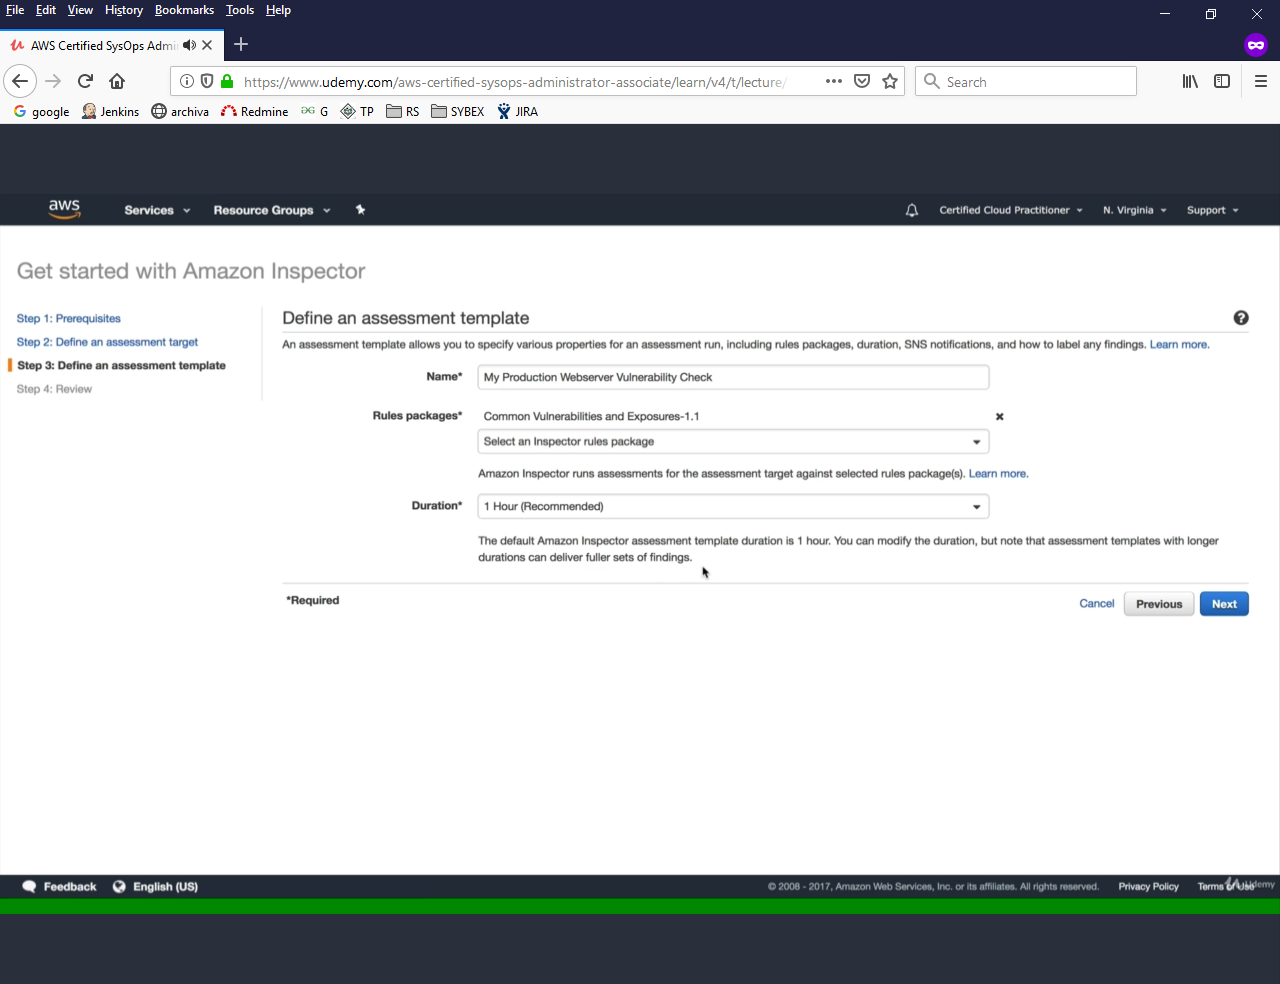 File Edit View History Bookmarks Tools Help
AWS Certified SysOps Admi
https://www.udemy.com/aws-certified-sysops-administrator-associate/learn/v4/t/lecture/
Search
google Jenkins archiva Redmine G TP RS SYBEX JIRA
aws Services Resource Groups Certified Cloud Practitioner N. Virginia Support
Get started with Amazon Inspector
Step 1: Prerequisites
Step 2: Define an assessment target
Step 3: Define an assessment template
Step 4: Review
Define an assessment template
An assessment template allows you to specify various properties for an assessment run, including rules packages, duration, SNS notifications, and how to label any findings. Learn more.
Name* My Production Webserver Vulnerability Check
Rules packages* Common Vulnerabilities and Exposures-1.1
Select an Inspector rules package
Amazon Inspector runs assessments for the assessment target against selected rules package(s). Learn more.
Duration* 1 Hour (Recommended)
The default Amazon Inspector assessment template duration is 1 hour. You can modify the duration, but note that assessment templates with longer
durations can deliver fuller sets of findings.
*Required Cancel Previous Next
Feedback English (US) © 2008 - 2017, Amazon Web Services, Inc. or its affiliates. All rights reserved. Privacy Policy Terms of Use Udemy